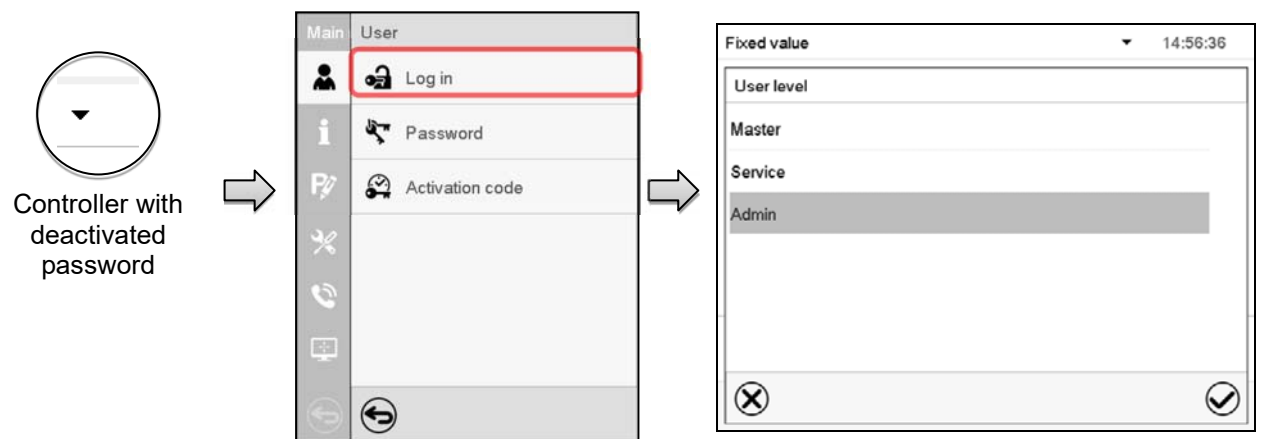 Controller with
deactivated
password
Main
User
Log in
Password
Activation code
Fixed value
14:56:36
User level
Master
Service
Admin